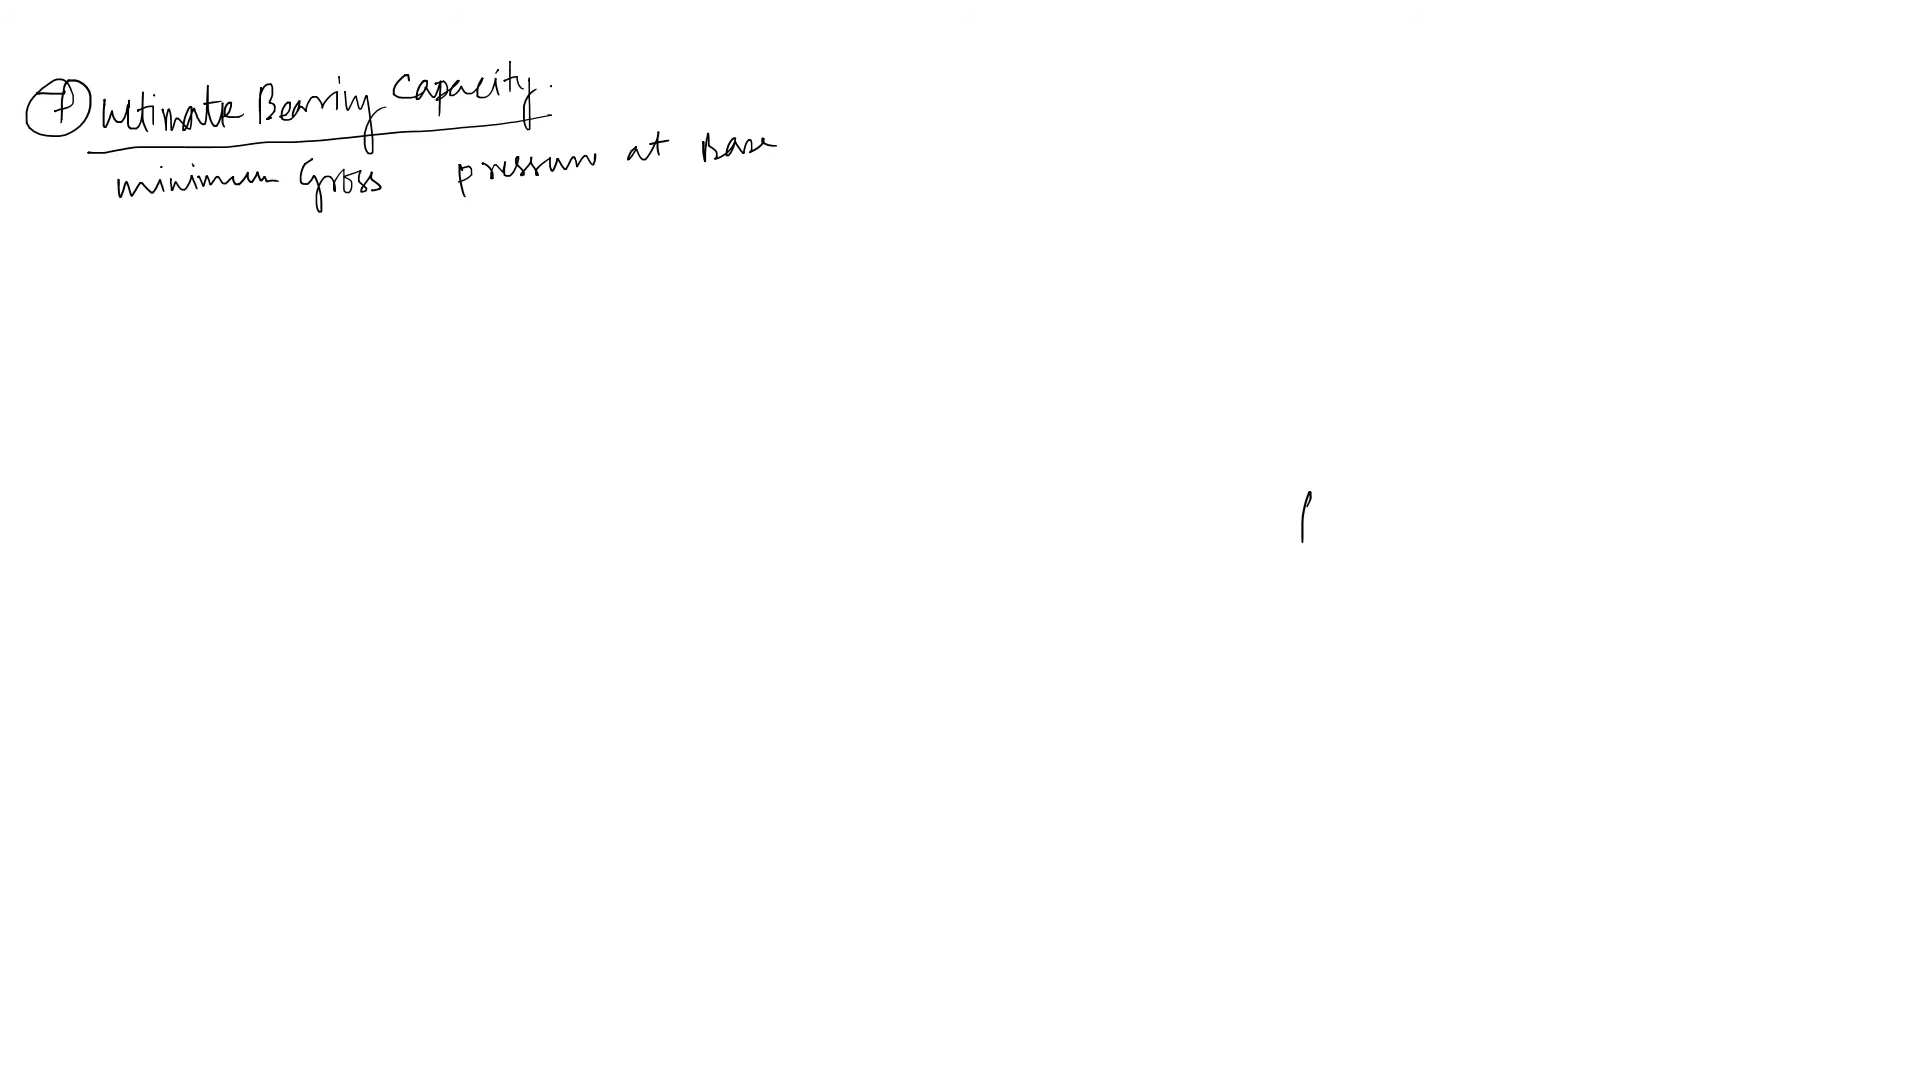 ⑦ Ultimate Bearing Capacity.
minimum Gross pressure at Base